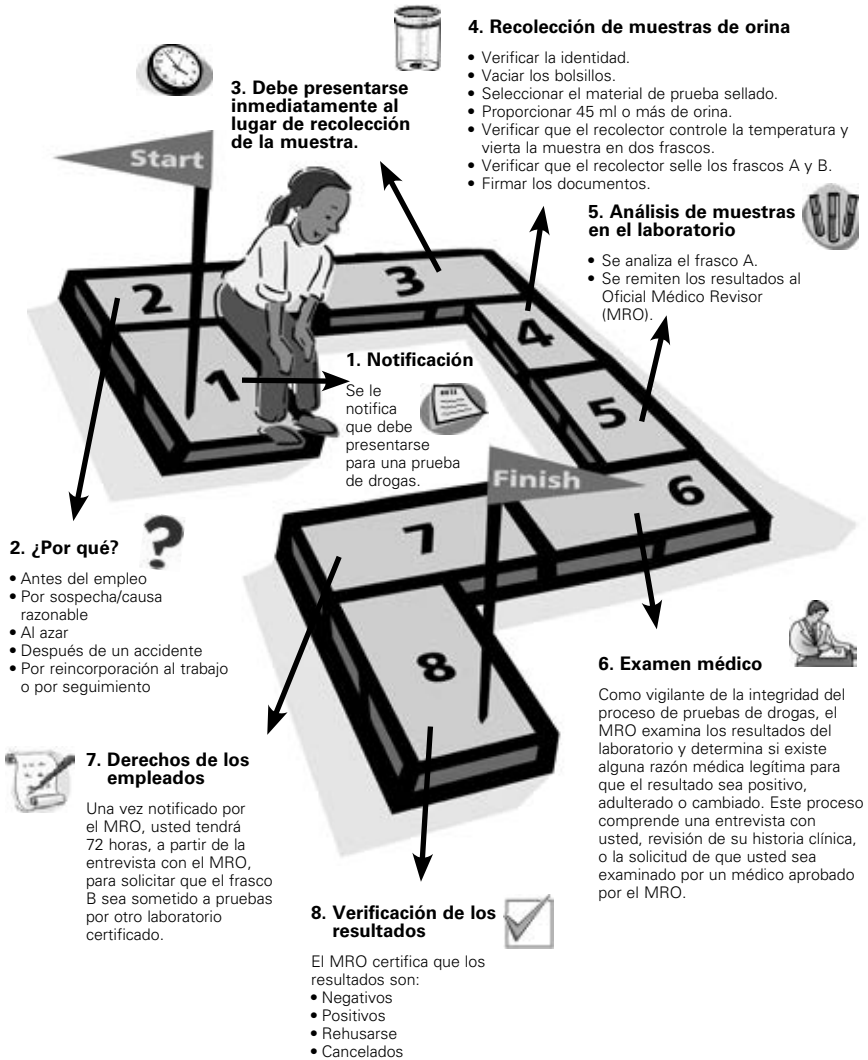 Start
Finish
1
2
3
4
5
6
7
8
1. Notificación
Se le
notifica
que debe
presentarse
para una prueba
de drogas.
2. ¿Por qué?
?
• Antes del empleo
• Por sospecha/causa
razonable
• Al azar
• Después de un accidente
• Por reincorporación al trabajo
o por seguimiento
3. Debe presentarse
inmediatamente al
lugar de recolección
de la muestra.
4. Recolección de muestras de orina
• Verificar la identidad.
• Vaciar los bolsillos.
• Seleccionar el material de prueba sellado.
• Proporcionar 45 ml o más de orina.
• Verificar que el recolector controle la temperatura y
vierta la muestra en dos frascos.
• Verificar que el recolector selle los frascos A y B.
• Firmar los documentos.
5. Análisis de muestras
en el laboratorio
• Se analiza el frasco A.
• Se remiten los resultados al
Oficial Médico Revisor
(MRO).
6. Examen médico
Como vigilante de la integridad del
proceso de pruebas de drogas, el
MRO examina los resultados del
laboratorio y determina si existe
alguna razón médica legítima para
que el resultado sea positivo,
adulterado o cambiado. Este proceso
comprende una entrevista con
usted, revisión de su historia clínica,
o la solicitud de que usted sea
examinado por un médico aprobado
por el MRO.
7. Derechos de los
empleados
Una vez notificado por
el MRO, usted tendrá
72 horas, a partir de la
entrevista con el MRO,
para solicitar que el frasco
B sea sometido a pruebas
por otro laboratorio
certificado.
8. Verificación de los
resultados
El MRO certifica que los
resultados son:
• Negativos
• Positivos
• Rehusarse
• Cancelados